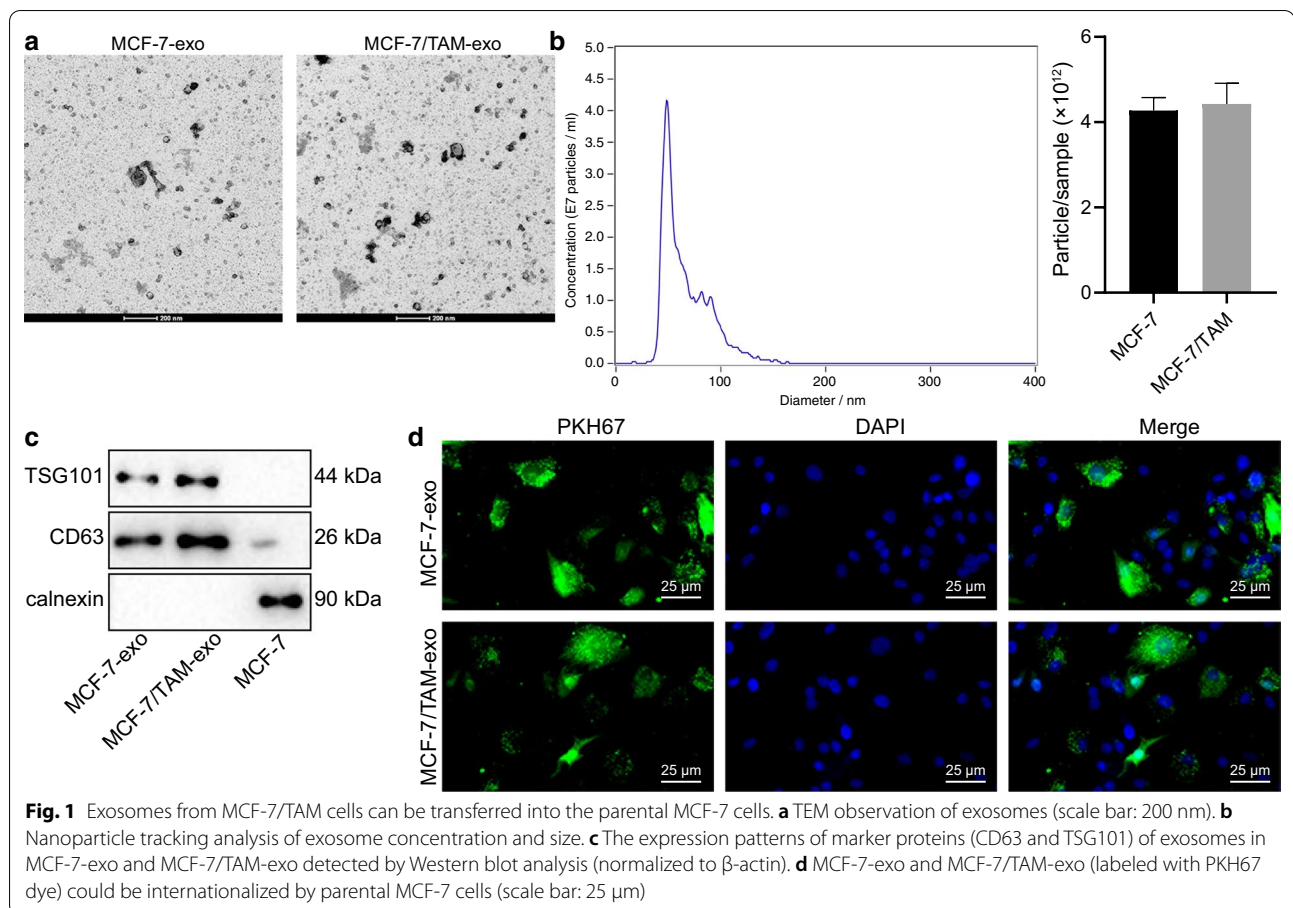 a
MCF-7-exo
MCF-7/TAM-exo
200 nm
200 nm
b
5.0
4.5
4.0
3.5
3.0
2.5
2.0
1.5
1.0
0.5
0.0
Concentration (E7 particles / ml)
0
100
200
300
400
Diameter / nm
6
4
2
0
Particle/sample (×10¹²)
MCF-7
MCF-7/TAM
c
TSG101
44 kDa
CD63
26 kDa
calnexin
90 kDa
MCF-7-exo
MCF-7/TAM-exo
MCF-7
d
PKH67
DAPI
Merge
MCF-7-exo
25 µm
25 µm
25 µm
MCF-7/TAM-exo
25 µm
25 µm
25 µm
Fig. 1 Exosomes from MCF-7/TAM cells can be transferred into the parental MCF-7 cells. a TEM observation of exosomes (scale bar: 200 nm). b
Nanoparticle tracking analysis of exosome concentration and size. c The expression patterns of marker proteins (CD63 and TSG101) of exosomes in
MCF-7-exo and MCF-7/TAM-exo detected by Western blot analysis (normalized to β-actin). d MCF-7-exo and MCF-7/TAM-exo (labeled with PKH67
dye) could be internationalized by parental MCF-7 cells (scale bar: 25 µm)